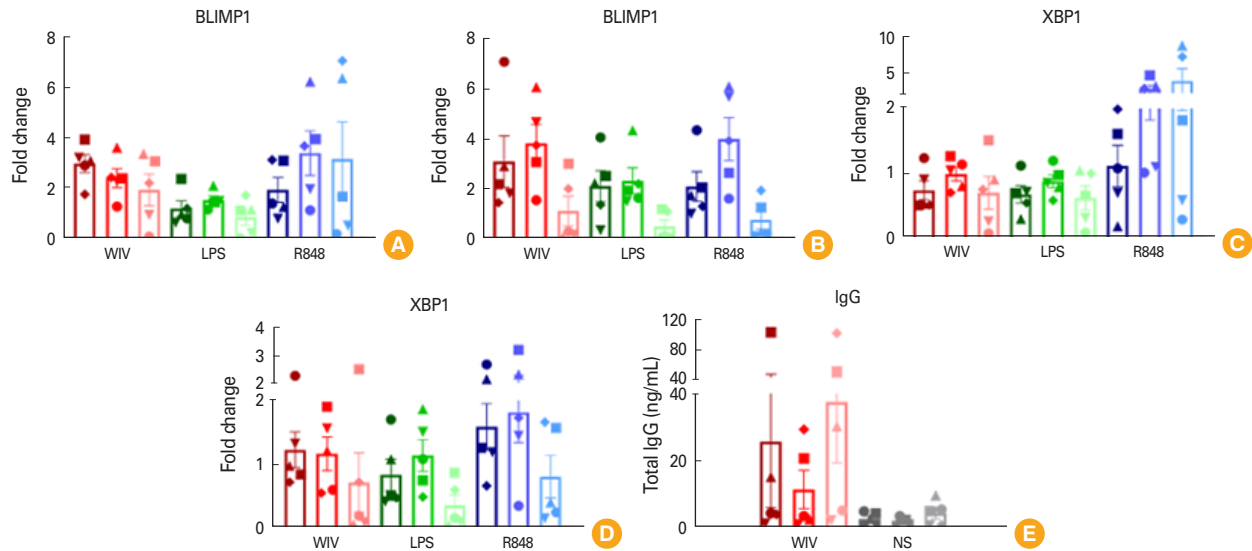 BLIMP1
Fold change
8
6
4
2
0
WIV LPS R848
A
BLIMP1
Fold change
8
6
4
2
0
WIV LPS R848
B
XBP1
Fold change
10
5
2
1
0
WIV LPS R848
C
XBP1
Fold change
4
3
2
2
1
0
WIV LPS R848
D
IgG
Total IgG (ng/mL)
120
80
40
40
20
0
WIV NS
E